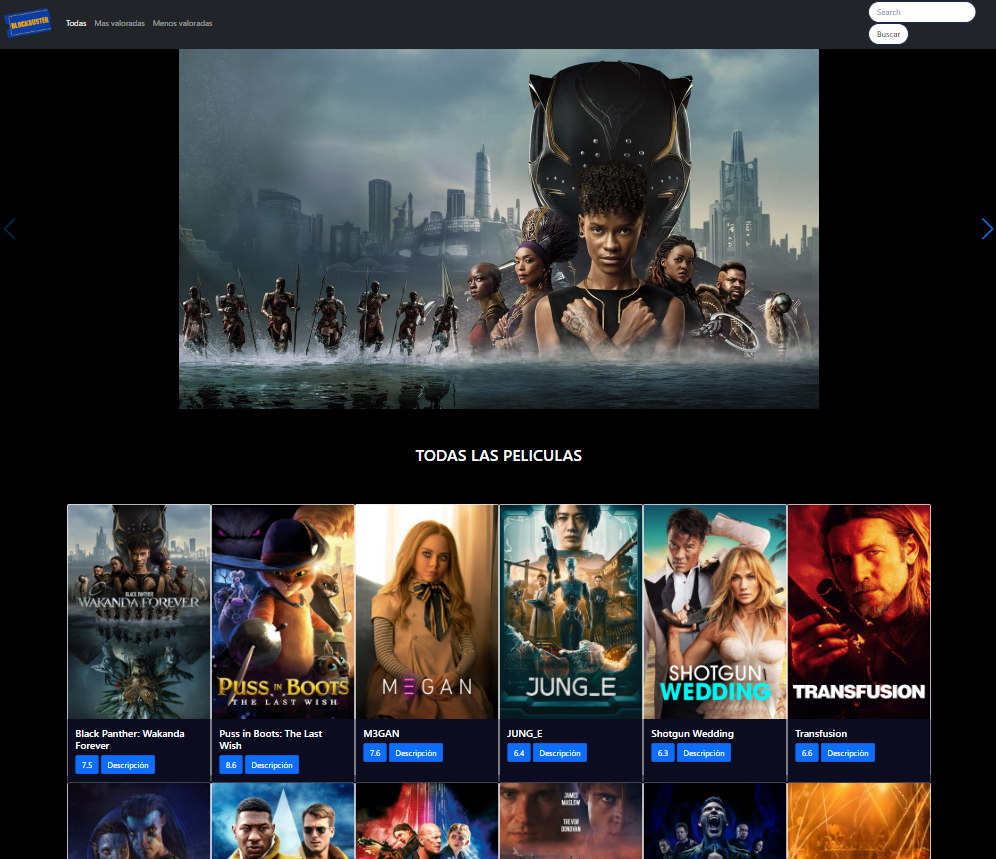 BLOCKBUSTER
Todas
Mas valoradas
Menos valoradas
Search
Buscar
TODAS LAS PELICULAS
BLACK PANTHER
WAKANDA FOREVER
PUSS IN BOOTS
THE LAST WISH
M3GAN
JUNG_E
SHOTGUN
WEDDING
TRANSFUSION
Black Panther: Wakanda
Forever
7.5 Descripción
Puss in Boots: The Last
Wish
8.6 Descripción
M3GAN
7.6 Descripción
JUNG_E
6.4 Descripción
Shotgun Wedding
6.3 Descripción
Transfusion
6.6 Descripción
JAMES
MASLOW
TREVOR
DONOVAN